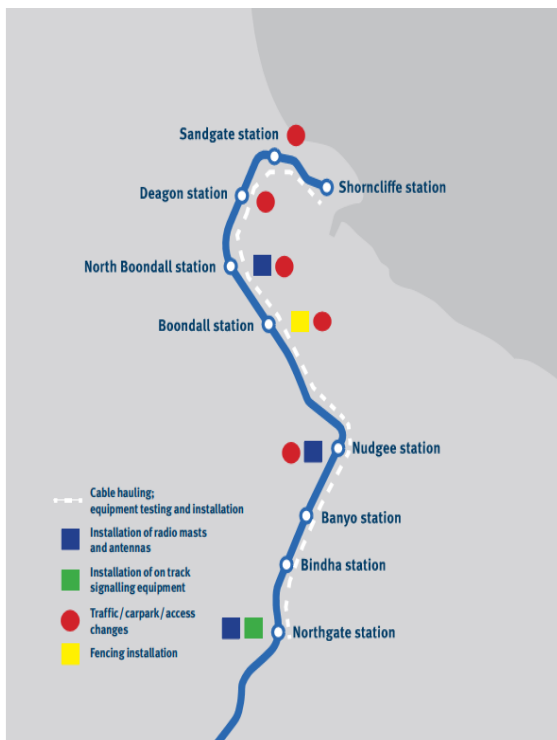 Sandgate station
Shorncliffe station
Deagon station
North Boondall station
Boondall station
Nudgee station
Cable hauling;
equipment testing and installation
Banyo station
Installation of radio masts
and antennas
Bindha station
Installation of on track
signalling equipment
Traffic/carpark/access
changes
Northgate station
Fencing installation